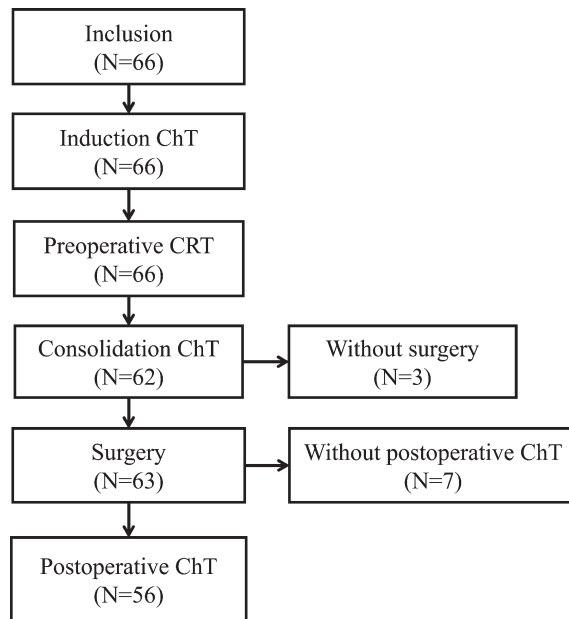 Inclusion
(N=66)
Induction ChT
(N=66)
Preoperative CRT
(N=66)
Consolidation ChT
(N=62)
Without surgery
(N=3)
Surgery
(N=63)
Without postoperative ChT
(N=7)
Postoperative ChT
(N=56)